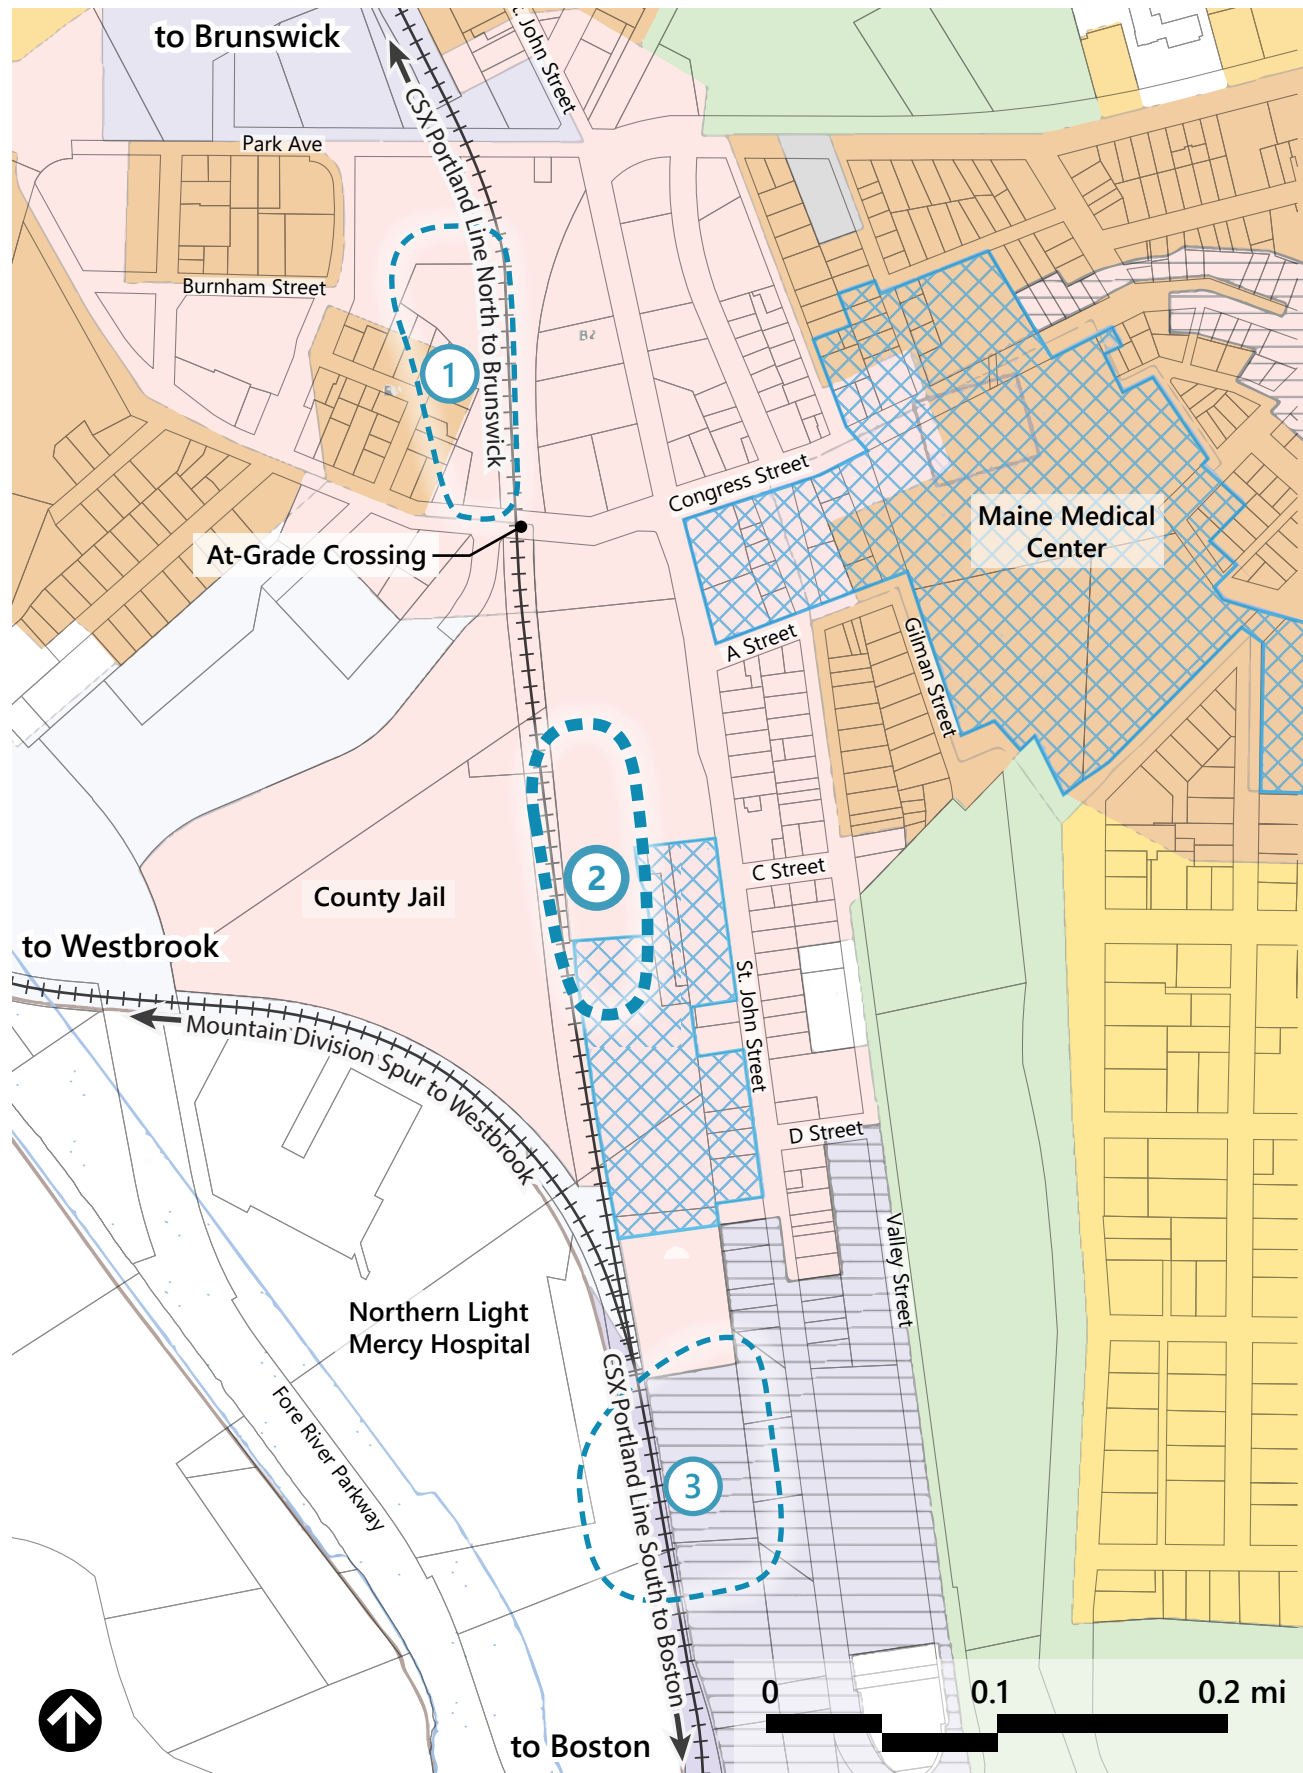 to Brunswick
St. John Street
CSX Portland Line North to Brunswick
Park Ave
Burnham Street
B2
1
Congress Street
At-Grade Crossing
Maine Medical
Center
A Street
Gilman Street
2
C Street
County Jail
to Westbrook
St. John Street
Mountain Division Spur to Westbrook
D Street
Valley Street
Northern Light
Mercy Hospital
CSX Portland Line South to Boston
Fore River Parkway
3
0 0.1 0.2 mi
to Boston